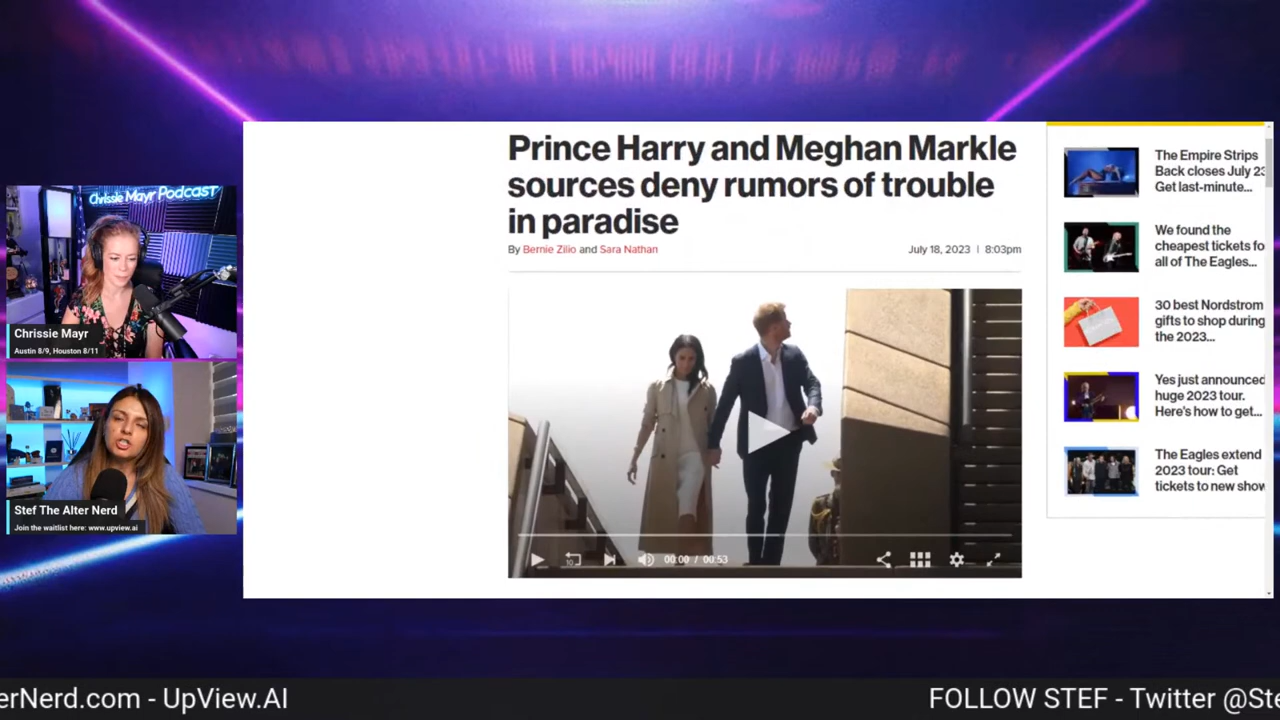 Prince Harry and Meghan Markle
sources deny rumors of trouble
in paradise
By Bernie Zilio and Sara Nathan
July 18, 2023 | 8:03pm
The Empire Strips
Back closes July 23
Get last-minute...
We found the
cheapest tickets fo
all of The Eagles...
30 best Nordstrom
gifts to shop during
the 2023...
Yes just announced
huge 2023 tour.
Here's how to get...
The Eagles extend
2023 tour: Get
tickets to new show
10
00:00 / 00:53
Chrissie Mayr Podcast
Chrissie Mayr
Austin 8/9, Houston 8/11
Stef The Alter Nerd
Join the waitlist here: www.upview.ai
erNerd.com - UpView.AI
FOLLOW STEF - Twitter @Ste